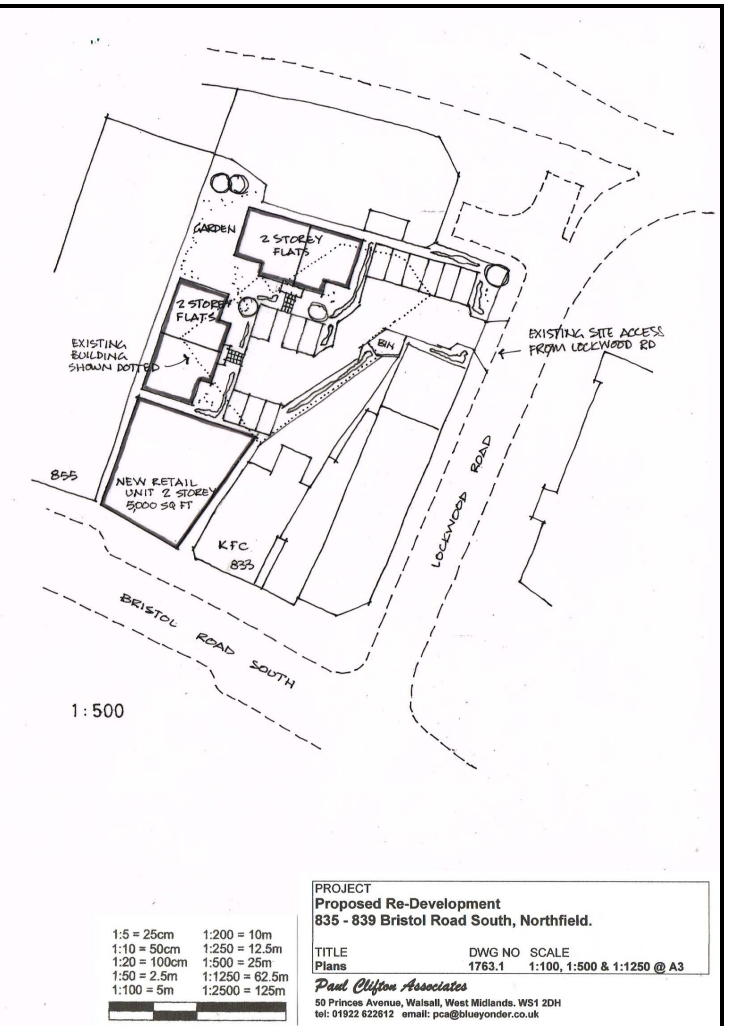 GARDEN
2 STOREY
FLATS
2 STOREY
FLATS
EXISTING
BUILDING
SHOWN DOTTED
BIN
EXISTING SITE ACCESS
FROM LOCKWOOD RD
LOCKWOOD ROAD
855
NEW RETAIL
UNIT 2 STOREY
5,000 SQ FT
KFC
833
BRISTOL ROAD SOUTH
1:500
PROJECT
Proposed Re-Development
835 - 839 Bristol Road South, Northfield.
TITLE DWG NO SCALE
Plans 1763.1 1:100, 1:500 & 1:1250 @ A3
Paul Clifton Associates
50 Princes Avenue, Walsall, West Midlands. WS1 2DH
tel: 01922 622612 email: pca@blueyonder.co.uk
1:5 = 25cm 1:200 = 10m
1:10 = 50cm 1:250 = 12.5m
1:20 = 100cm 1:500 = 25m
1:50 = 2.5m 1:1250 = 62.5m
1:100 = 5m 1:2500 = 125m